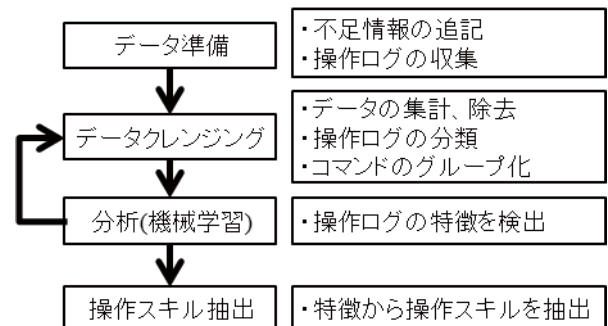 データ準備
・不足情報の追記
・操作ログの収集
データクレンジング
・データの集計、除去
・操作ログの分類
・コマンドのグループ化
分析(機械学習)
・操作ログの特徴を検出
操作スキル抽出
・特徴から操作スキルを抽出